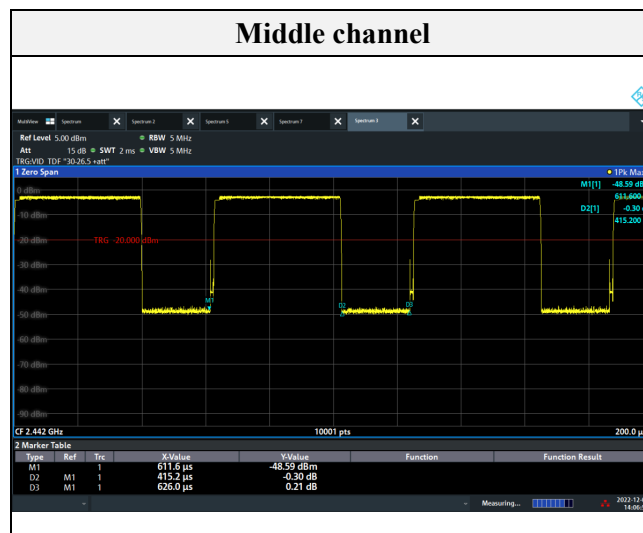 Middle channel
MultiView Spectrum Spectrum 2 Spectrum 5 Spectrum 7 Spectrum 3
Ref Level 5.00 dBm RBW 5 MHz
Att 15 dB SWT 2 ms VBW 5 MHz
TRG:VID TDF "30-26.5 +att"
1 Zero Span 1Pk Max
M1[1] -48.59 dB
611.600
D2[1] -0.30
415.200
0 dBm
-10 dBm
TRG -20.000 dBm
-20 dBm
-30 dBm
-40 dBm
M1 D2 D3
-50 dBm
-60 dBm
-70 dBm
-80 dBm
-90 dBm
CF 2.442 GHz 10001 pts 200.0 µ
2 Marker Table
Type Ref Trc X-Value Y-Value Function Function Result
M1 1 611.6 µs -48.59 dBm
D2 M1 1 415.2 µs -0.30 dB
D3 M1 1 626.0 µs 0.21 dB
Measuring... 2022-12-0
14:06:5